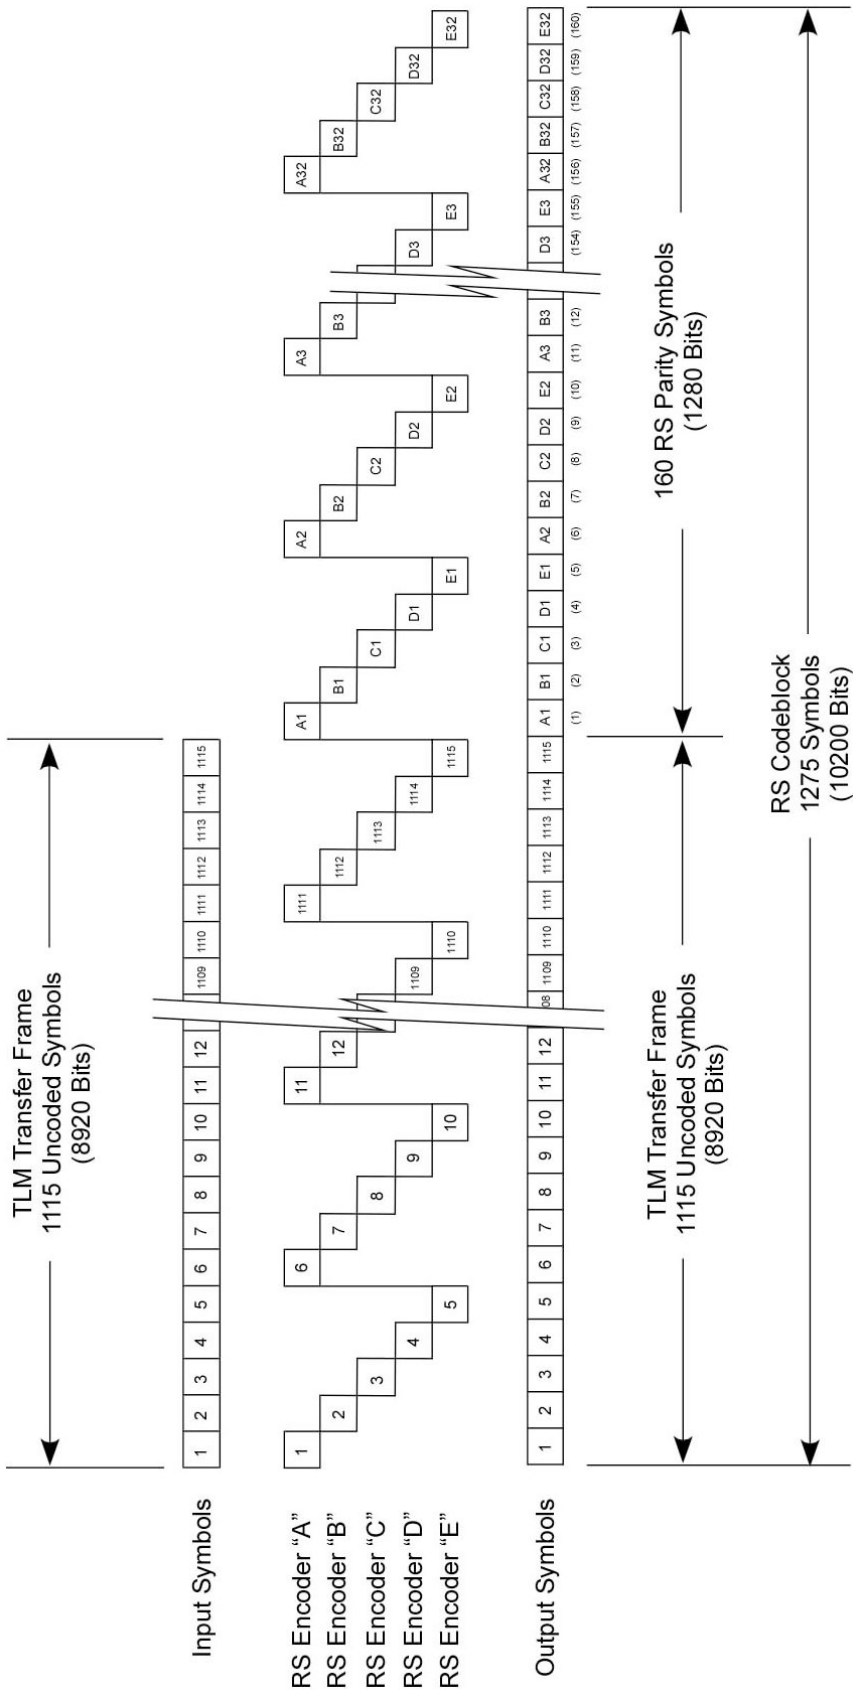 TLM Transfer Frame
1115 Uncoded Symbols
(8920 Bits)
Input Symbols
1 2 3 4 5 6 7 8 9 10 11 12 1109 1110 1111 1112 1113 1114 1115
RS Encoder “A”
1 6 11 1111 A1 A2 A3 A32
RS Encoder “B”
2 7 12 1112 B1 B2 B3 B32
RS Encoder “C”
3 8 1113 C1 C2 C32
RS Encoder “D”
4 9 1109 1114 D1 D2 D3 D32
RS Encoder “E”
5 10 1110 1115 E1 E2 E3 E32
Output Symbols
1 2 3 4 5 6 7 8 9 10 11 12 08 1109 1110 1111 1112 1113 1114 1115 A1 B1 C1 D1 E1 A2 B2 C2 D2 E2 A3 B3 D3 E3 A32 B32 C32 D32 E32
(1) (2) (3) (4) (5) (6) (7) (8) (9) (10) (11) (12) (154) (155) (156) (157) (158) (159) (160)
TLM Transfer Frame
1115 Uncoded Symbols
(8920 Bits)
160 RS Parity Symbols
(1280 Bits)
RS Codeblock
1275 Symbols
(10200 Bits)